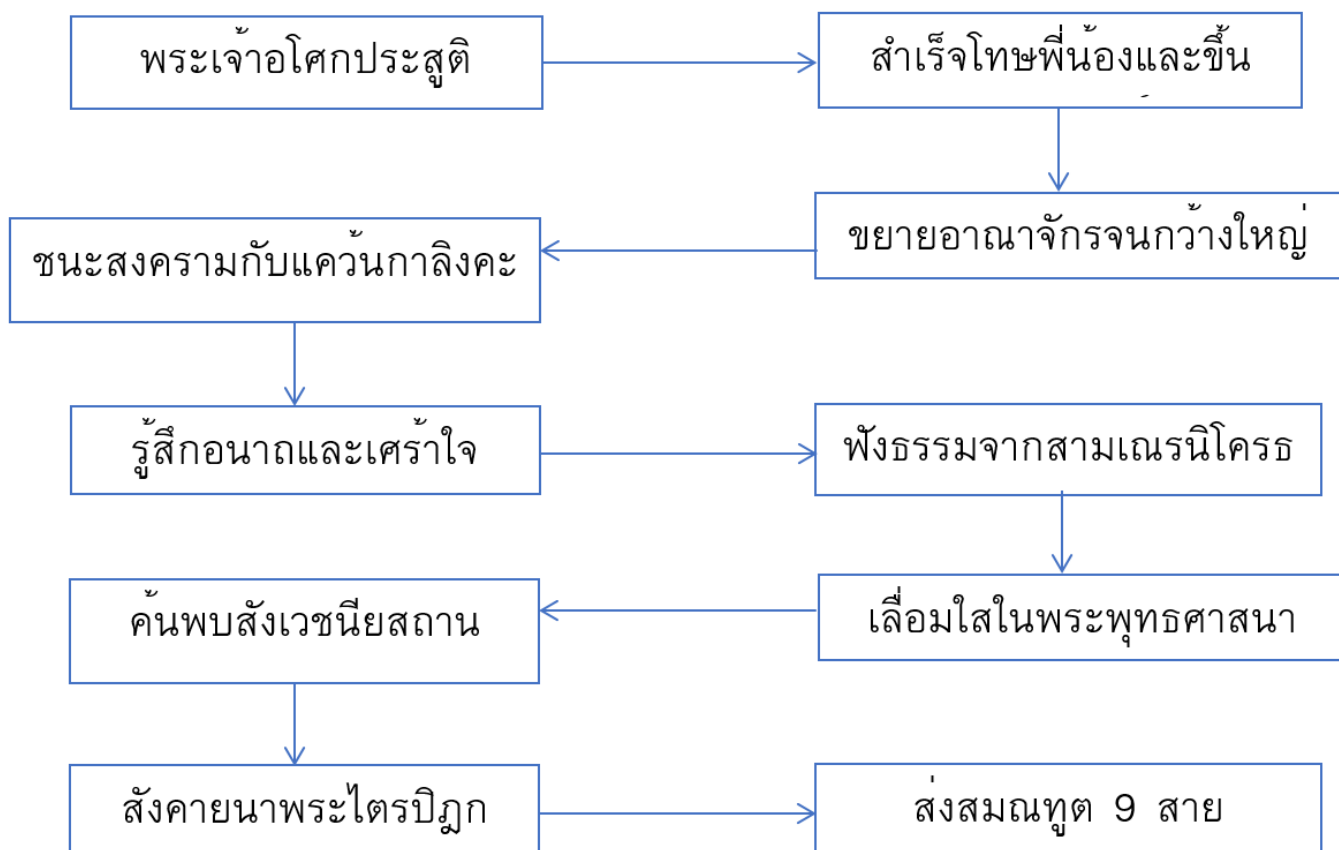 พระเจ้าอโศกประสูติ
สำเร็จโทษพี่น้องและขึ้น
ขยายอาณาจักรจนกว้างใหญ่
ชนะสงครามกับแคว้นกาลิงคะ
รู้สึกอนาถและเศร้าใจ
ฟังธรรมจากสามเณรนิโครธ
เลื่อมใสในพระพุทธศาสนา
ค้นพบสังเวชนียสถาน
สังคายนาพระไตรปิฎก
ส่งสมณทูต 9 สาย